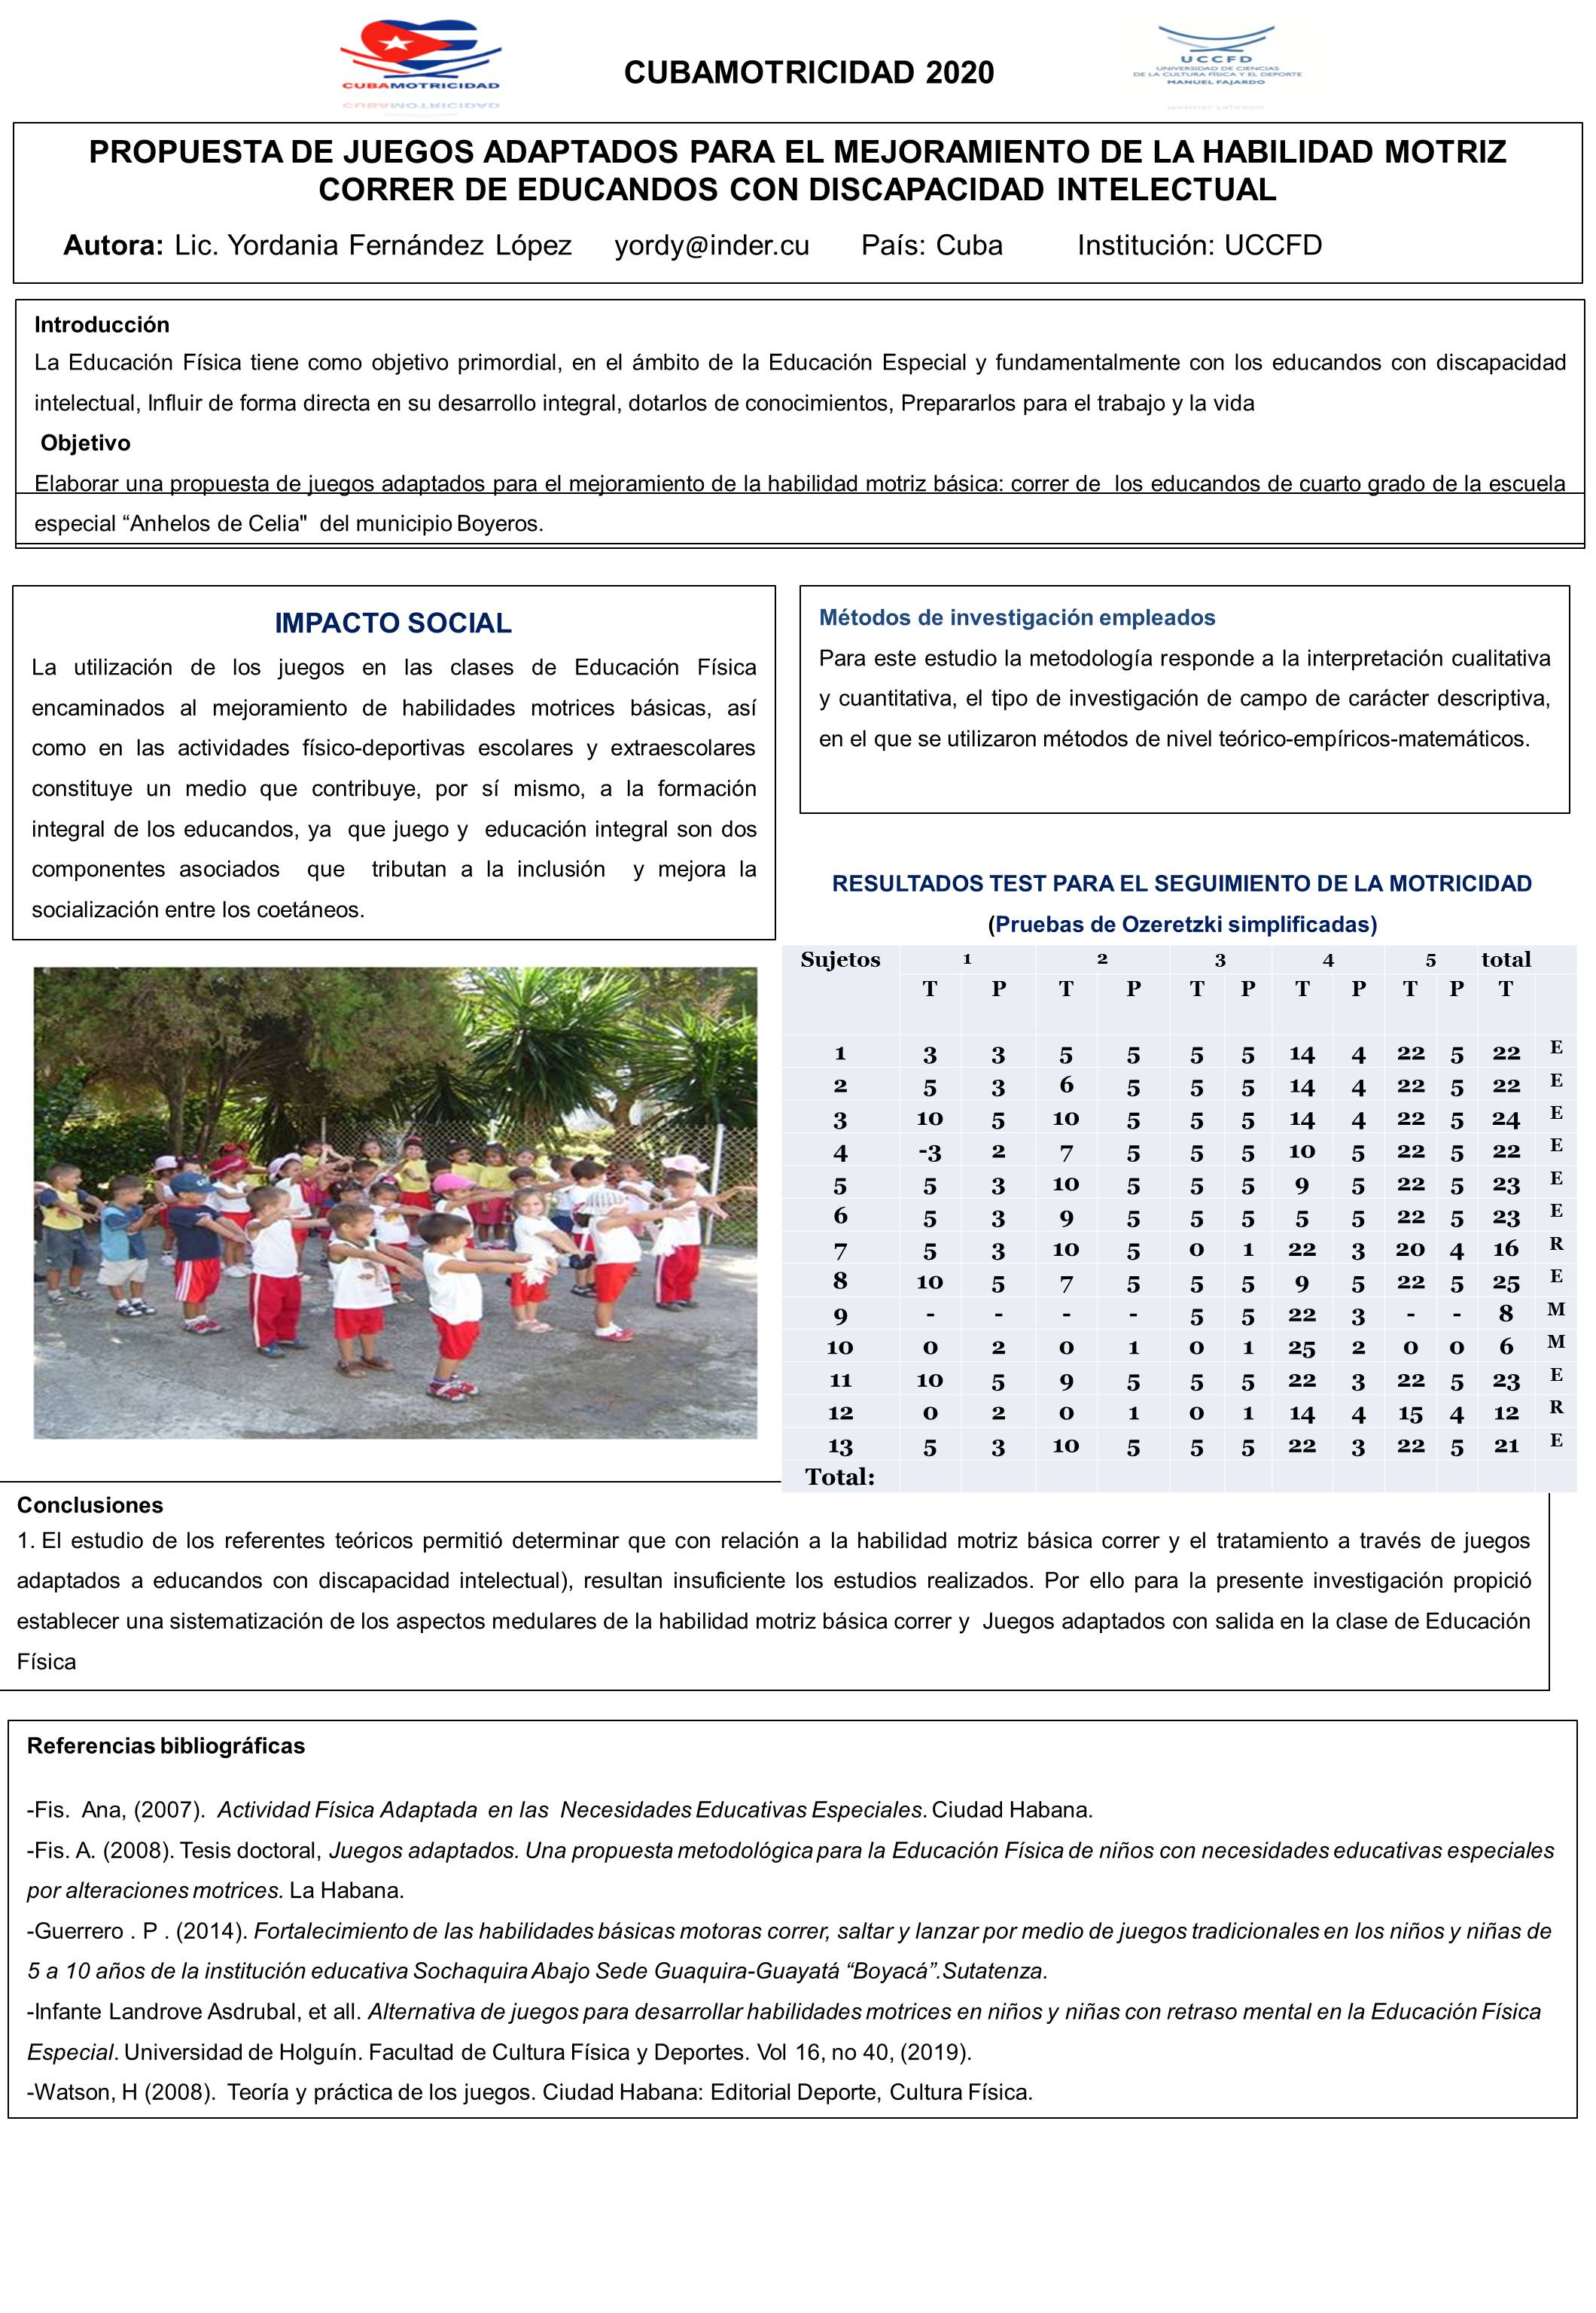 CUBAMOTRICIDAD
CUBAMOTRICIDAD 2020
UCCFD
UNIVERSIDAD DE CIENCIAS
DE LA CULTURA FÍSICA Y EL DEPORTE
MANUEL FAJARDO
PROPUESTA DE JUEGOS ADAPTADOS PARA EL MEJORAMIENTO DE LA HABILIDAD MOTRIZ
CORRER DE EDUCANDOS CON DISCAPACIDAD INTELECTUAL
Autora: Lic. Yordania Fernández López yordy@inder.cu País: Cuba Institución: UCCFD
Introducción
La Educación Física tiene como objetivo primordial, en el ámbito de la Educación Especial y fundamentalmente con los educandos con discapacidad
intelectual, Influir de forma directa en su desarrollo integral, dotarlos de conocimientos, Prepararlos para el trabajo y la vida
Objetivo
Elaborar una propuesta de juegos adaptados para el mejoramiento de la habilidad motriz básica: correr de los educandos de cuarto grado de la escuela
especial “Anhelos de Celia" del municipio Boyeros.
IMPACTO SOCIAL
La utilización de los juegos en las clases de Educación Física
encaminados al mejoramiento de habilidades motrices básicas, así
como en las actividades físico-deportivas escolares y extraescolares
constituye un medio que contribuye, por sí mismo, a la formación
integral de los educandos, ya que juego y educación integral son dos
componentes asociados que tributan a la inclusión y mejora la
socialización entre los coetáneos.
Métodos de investigación empleados
Para este estudio la metodología responde a la interpretación cualitativa
y cuantitativa, el tipo de investigación de campo de carácter descriptiva,
en el que se utilizaron métodos de nivel teórico-empíricos-matemáticos.
RESULTADOS TEST PARA EL SEGUIMIENTO DE LA MOTRICIDAD
(Pruebas de Ozeretzki simplificadas)
Sujetos 1 2 3 4 5 total
T P T P T P T P T P T
1 3 3 5 5 5 5 14 4 22 5 22 E
2 5 3 6 5 5 5 14 4 22 5 22 E
3 10 5 10 5 5 5 14 4 22 5 24 E
4 -3 2 7 5 5 5 10 5 22 5 22 E
5 5 3 10 5 5 5 9 5 22 5 23 E
6 5 3 9 5 5 5 5 5 22 5 23 E
7 5 3 10 5 0 1 22 3 20 4 16 R
8 10 5 7 5 5 5 9 5 22 5 25 E
9 - - - - 5 5 22 3 - - 8 M
10 0 2 0 1 0 1 25 2 0 0 6 M
11 10 5 9 5 5 5 22 3 22 5 23 E
12 0 2 0 1 0 1 14 4 15 4 12 R
13 5 3 10 5 5 5 22 3 22 5 21 E
Total:
Conclusiones
1. El estudio de los referentes teóricos permitió determinar que con relación a la habilidad motriz básica correr y el tratamiento a través de juegos
adaptados a educandos con discapacidad intelectual), resultan insuficiente los estudios realizados. Por ello para la presente investigación propició
establecer una sistematización de los aspectos medulares de la habilidad motriz básica correr y Juegos adaptados con salida en la clase de Educación
Física
Referencias bibliográficas
-Fis. Ana, (2007). Actividad Física Adaptada en las Necesidades Educativas Especiales. Ciudad Habana.
-Fis. A. (2008). Tesis doctoral, Juegos adaptados. Una propuesta metodológica para la Educación Física de niños con necesidades educativas especiales
por alteraciones motrices. La Habana.
-Guerrero . P . (2014). Fortalecimiento de las habilidades básicas motoras correr, saltar y lanzar por medio de juegos tradicionales en los niños y niñas de
5 a 10 años de la institución educativa Sochaquira Abajo Sede Guaquira-Guayatá “Boyacá”.Sutatenza.
-Infante Landrove Asdrubal, et all. Alternativa de juegos para desarrollar habilidades motrices en niños y niñas con retraso mental en la Educación Física
Especial. Universidad de Holguín. Facultad de Cultura Física y Deportes. Vol 16, no 40, (2019).
-Watson, H (2008). Teoría y práctica de los juegos. Ciudad Habana: Editorial Deporte, Cultura Física.